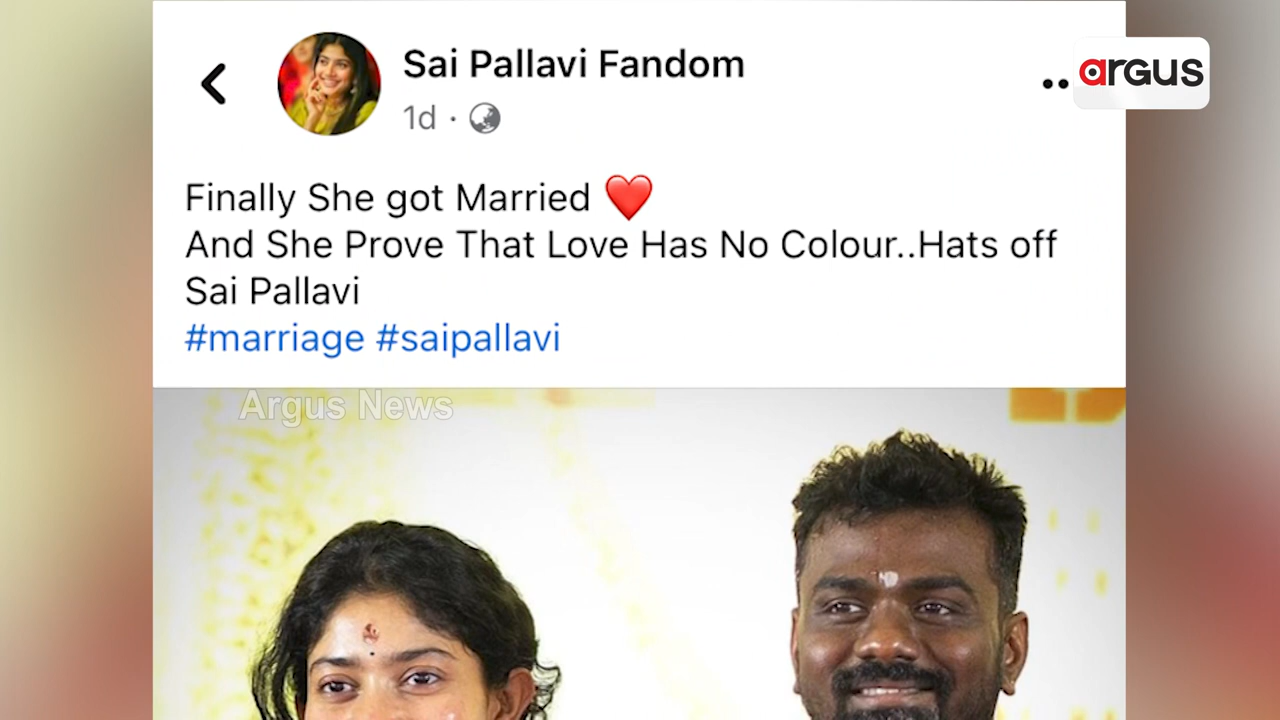 Sai Pallavi Fandom
argus
1d ·
Finally She got Married ❤️
And She Prove That Love Has No Colour..Hats off
Sai Pallavi
#marriage #saipallavi
Argus News